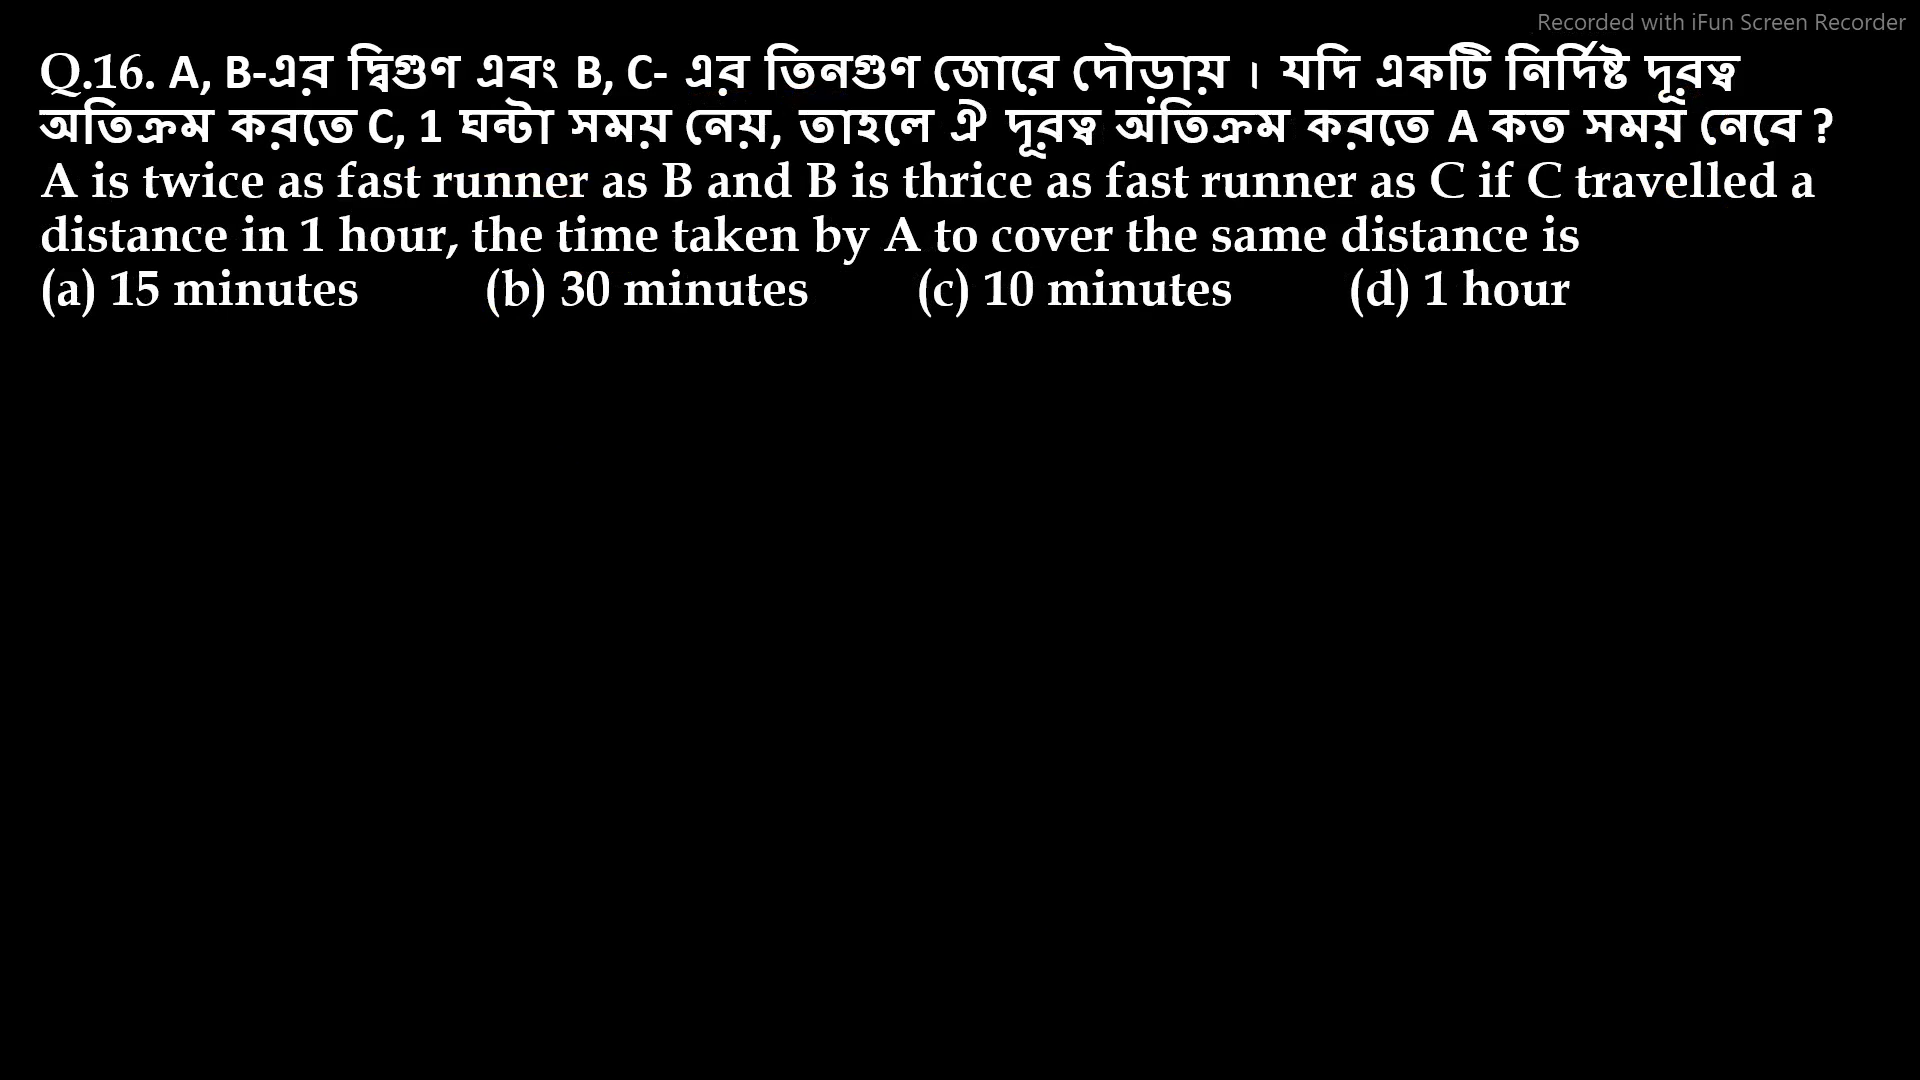 Recorded with iFun Screen Recorder
Q.16. A, B-এর দ্বিগুণ এবং B, C- এর তিনগুণ জোরে দৌড়ায় । যদি একটি নির্দিষ্ট দূরত্ব
অতিক্রম করতে C, 1 ঘন্টা সময় নেয়, তাহলে ঐ দূরত্ব অতিক্রম করতে A কত সময় নেবে ?
A is twice as fast runner as B and B is thrice as fast runner as C if C travelled a
distance in 1 hour, the time taken by A to cover the same distance is
(a) 15 minutes (b) 30 minutes (c) 10 minutes (d) 1 hour